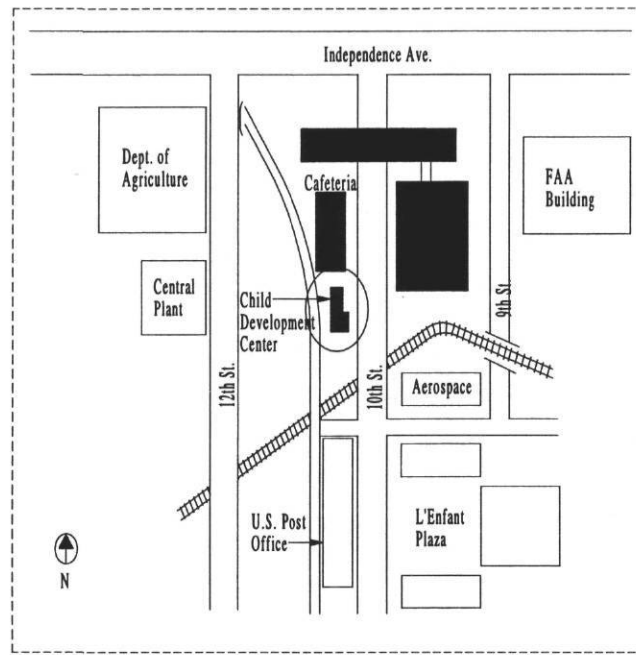 Independence Ave.
Dept. of
Agriculture
Cafeteria
FAA
Building
Central
Plant
Child
Development
Center
9th St.
12th St.
10th St.
Aerospace
U.S. Post
Office
L'Enfant
Plaza
N